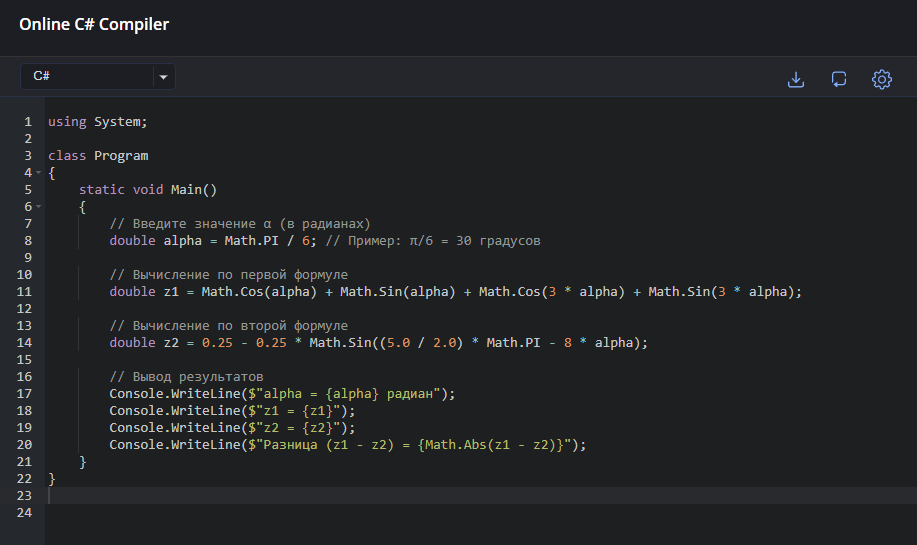 Online C# Compiler
C#
1 using System;
2
3 class Program
4 {
5     static void Main()
6     {
7         // Введите значение α (в радианах)
8         double alpha = Math.PI / 6; // Пример: π/6 = 30 градусов
9
10         // Вычисление по первой формуле
11         double z1 = Math.Cos(alpha) + Math.Sin(alpha) + Math.Cos(3 * alpha) + Math.Sin(3 * alpha);
12
13         // Вычисление по второй формуле
14         double z2 = 0.25 - 0.25 * Math.Sin((5.0 / 2.0) * Math.PI - 8 * alpha);
15
16         // Вывод результатов
17         Console.WriteLine($"alpha = {alpha} радиан");
18         Console.WriteLine($"z1 = {z1}");
19         Console.WriteLine($"z2 = {z2}");
20         Console.WriteLine($"Разница (z1 - z2) = {Math.Abs(z1 - z2)}");
21     }
22 }
23
24